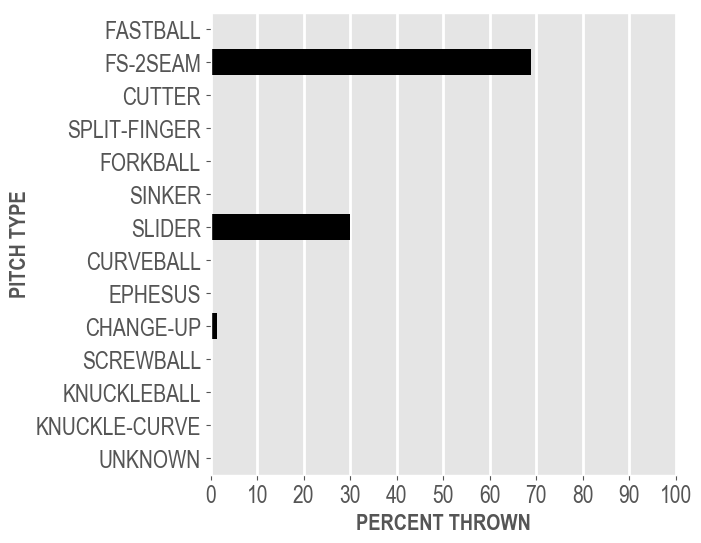 FASTBALL
FS-2SEAM
CUTTER
SPLIT-FINGER
FORKBALL
SINKER
SLIDER
CURVEBALL
EPHESUS
CHANGE-UP
SCREWBALL
KNUCKLEBALL
KNUCKLE-CURVE
UNKNOWN
PITCH TYPE
0 10 20 30 40 50 60 70 80 90 100
PERCENT THROWN